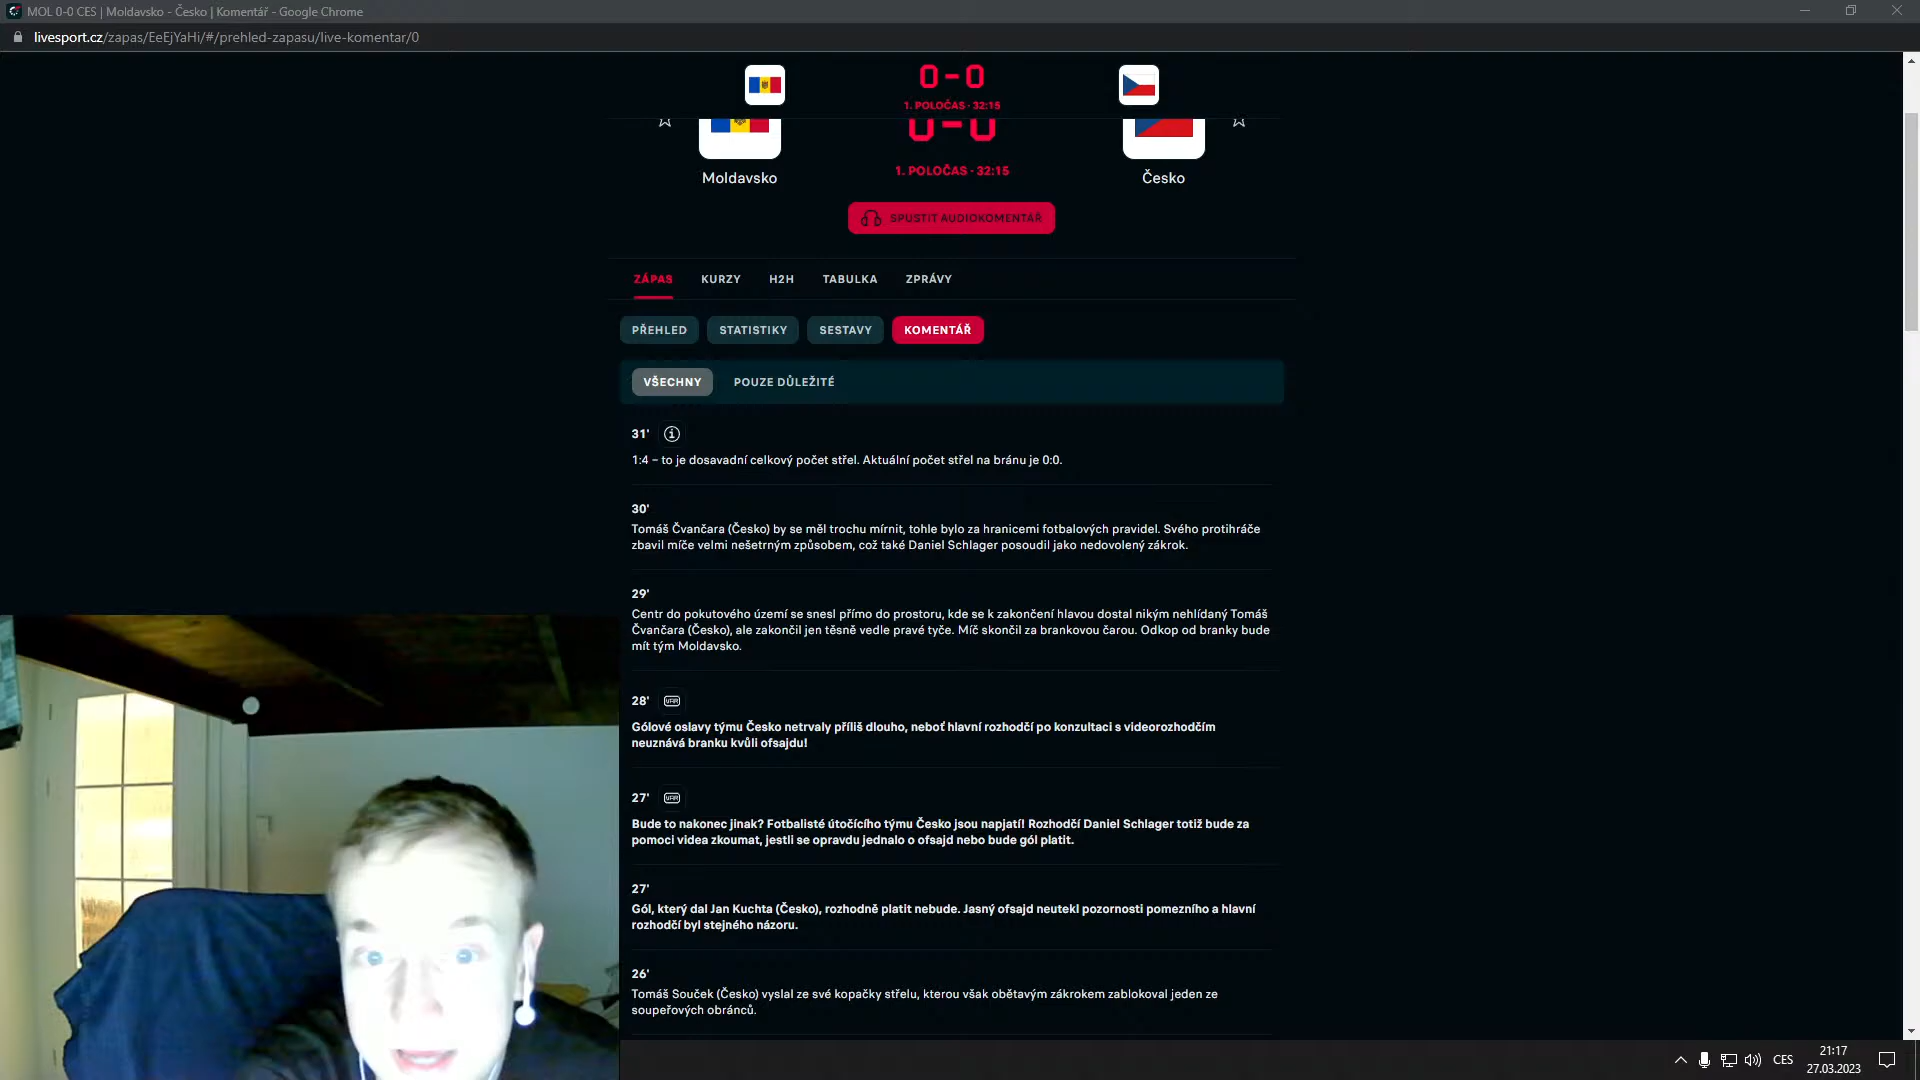 MOL 0-0 CES | Moldavsko - Česko | Komentář - Google Chrome
livesport.cz/zapas/EeEjYaHi/#/prehled-zapasu/live-komentar/0
0-0
1. POLOČAS - 32:15
0-0
1. POLOČAS - 32:15
Moldavsko
Česko
SPUSTIT AUDIOKOMENTÁŘ
ZÁPAS KURZY H2H TABULKA ZPRÁVY
PŘEHLED STATISTIKY SESTAVY KOMENTÁŘ
VŠECHNY POUZE DŮLEŽITÉ
31'
1:4 – to je dosavadní celkový počet střel. Aktuální počet střel na bránu je 0:0.
30'
Tomáš Čvančara (Česko) by se měl trochu mírnit, tohle bylo za hranicemi fotbalových pravidel. Svého protihráče
zbavil míče velmi nešetrným způsobem, což také Daniel Schlager posoudil jako nedovolený zákrok.
29'
Centr do pokutového území se snesl přímo do prostoru, kde se k zakončení hlavou dostal nikým nehlídaný Tomáš
Čvančara (Česko), ale zakončil jen těsně vedle pravé tyče. Míč skončil za brankovou čarou. Odkop od branky bude
mít tým Moldavsko.
28' VAR
Gólové oslavy týmu Česko netrvaly příliš dlouho, neboť hlavní rozhodčí po konzultaci s videorozhodčím
neuznává branku kvůli ofsajdu!
27' VAR
Bude to nakonec jinak? Fotbalisté útočícího týmu Česko jsou napjatí! Rozhodčí Daniel Schlager totiž bude za
pomoci videa zkoumat, jestli se opravdu jednalo o ofsajd nebo bude gól platit.
27'
Gól, který dal Jan Kuchta (Česko), rozhodně platit nebude. Jasný ofsajd neutekl pozornosti pomezního a hlavní
rozhodčí byl stejného názoru.
26'
Tomáš Souček (Česko) vyslal ze své kopačky střelu, kterou však obětavým zákrokem zablokoval jeden ze
soupeřových obránců.
CES
21:17
27.03.2023